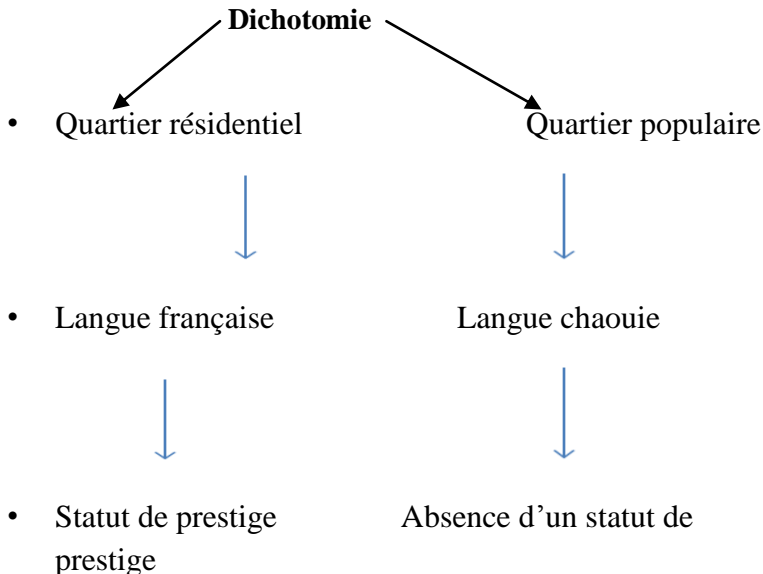 Dichotomie
• Quartier résidentiel Quartier populaire
• Langue française Langue chaouie
• Statut de prestige Absence d’un statut de
prestige